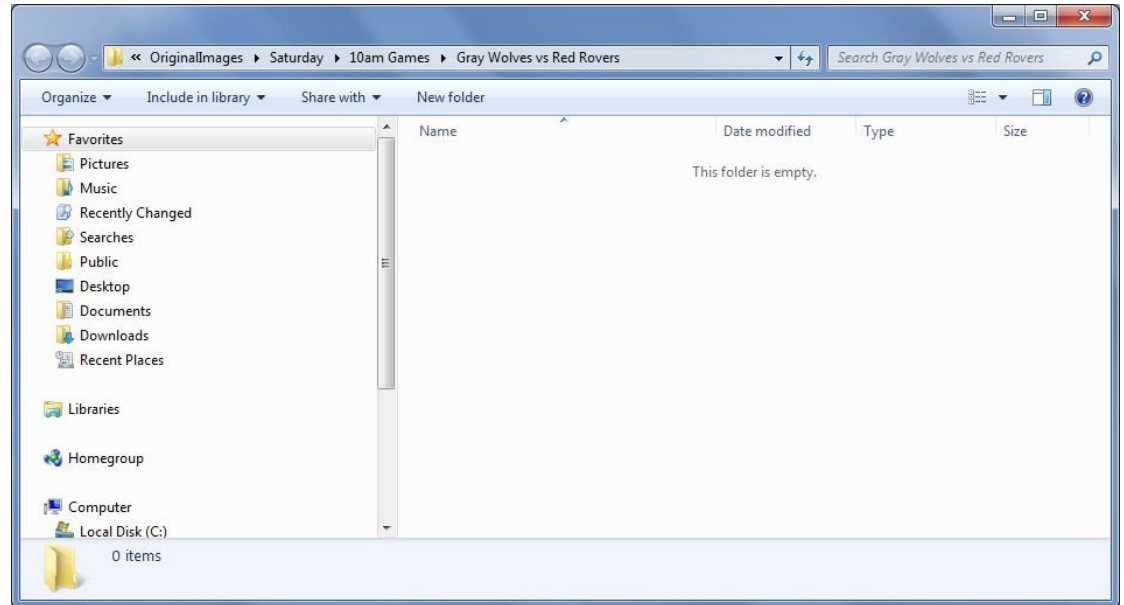 « OriginalImages ▸ Saturday ▸ 10am Games ▸ Gray Wolves vs Red Rovers
Search Gray Wolves vs Red Rovers
Organize Include in library Share with New folder
Name Date modified Type Size
This folder is empty.
Favorites
Pictures
Music
Recently Changed
Searches
Public
Desktop
Documents
Downloads
Recent Places
Libraries
Homegroup
Computer
Local Disk (C:)
0 items